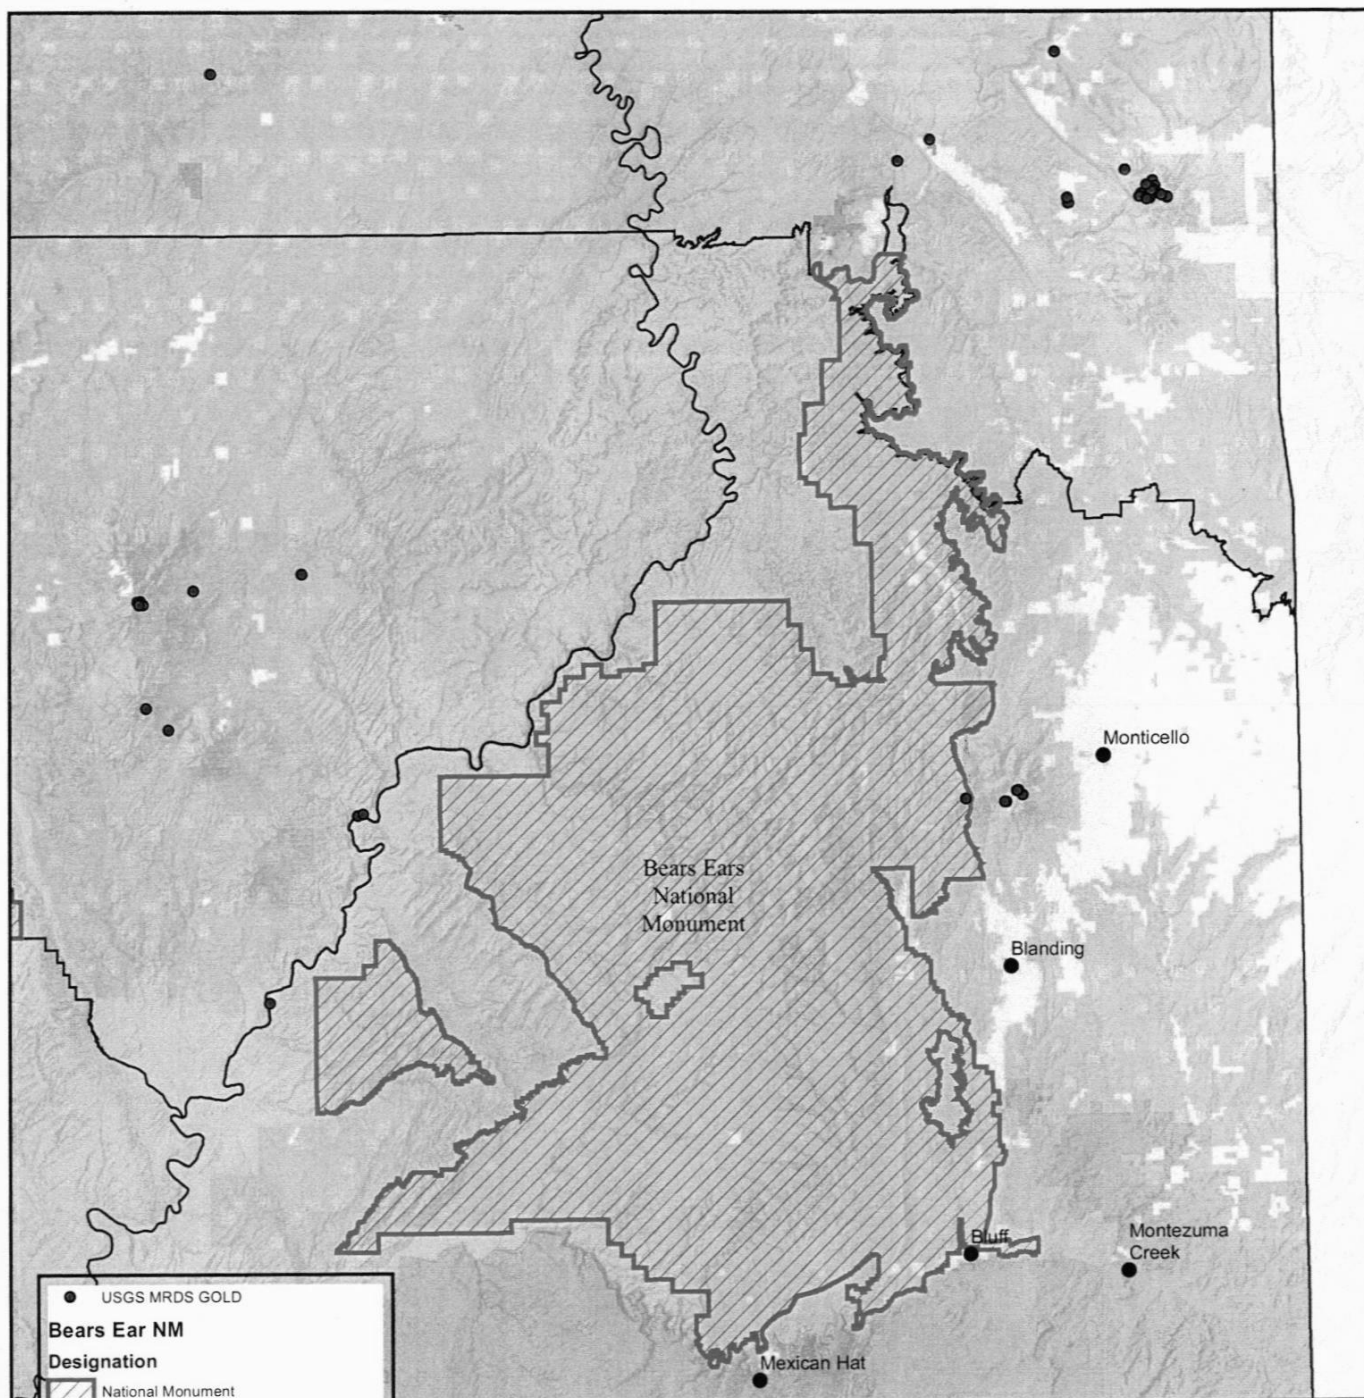 Monticello
Bears Ears
National
Monument
Blanding
Bluff
Montezuma
Creek
Mexican Hat
USGS MRDS GOLD
Bears Ear NM
Designation
National Monument